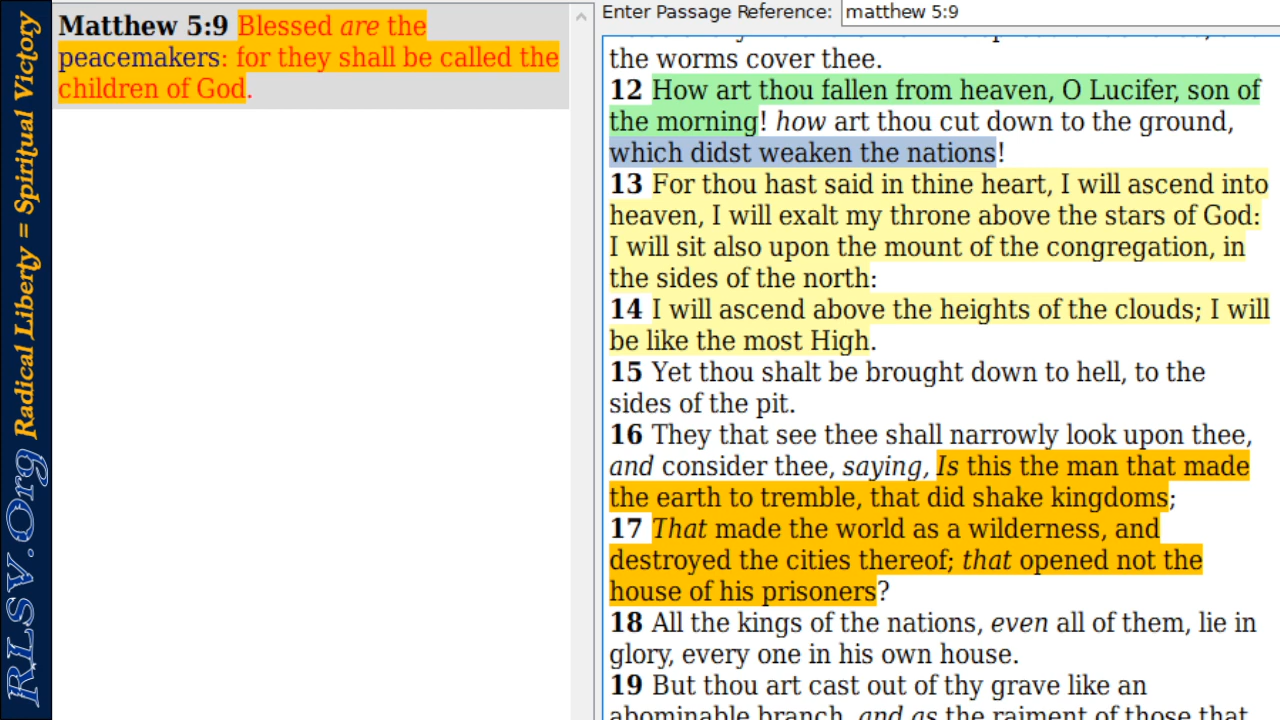 RLSV.Org Radical Liberty = Spiritual Victory
Matthew 5:9 Blessed are the
peacemakers: for they shall be called the
children of God.
Enter Passage Reference: matthew 5:9
the worms cover thee.
12 How art thou fallen from heaven, O Lucifer, son of
the morning! how art thou cut down to the ground,
which didst weaken the nations!
13 For thou hast said in thine heart, I will ascend into
heaven, I will exalt my throne above the stars of God:
I will sit also upon the mount of the congregation, in
the sides of the north:
14 I will ascend above the heights of the clouds; I will
be like the most High.
15 Yet thou shalt be brought down to hell, to the
sides of the pit.
16 They that see thee shall narrowly look upon thee,
and consider thee, saying, Is this the man that made
the earth to tremble, that did shake kingdoms;
17 That made the world as a wilderness, and
destroyed the cities thereof; that opened not the
house of his prisoners?
18 All the kings of the nations, even all of them, lie in
glory, every one in his own house.
19 But thou art cast out of thy grave like an
abominable branch, and as the raiment of those that